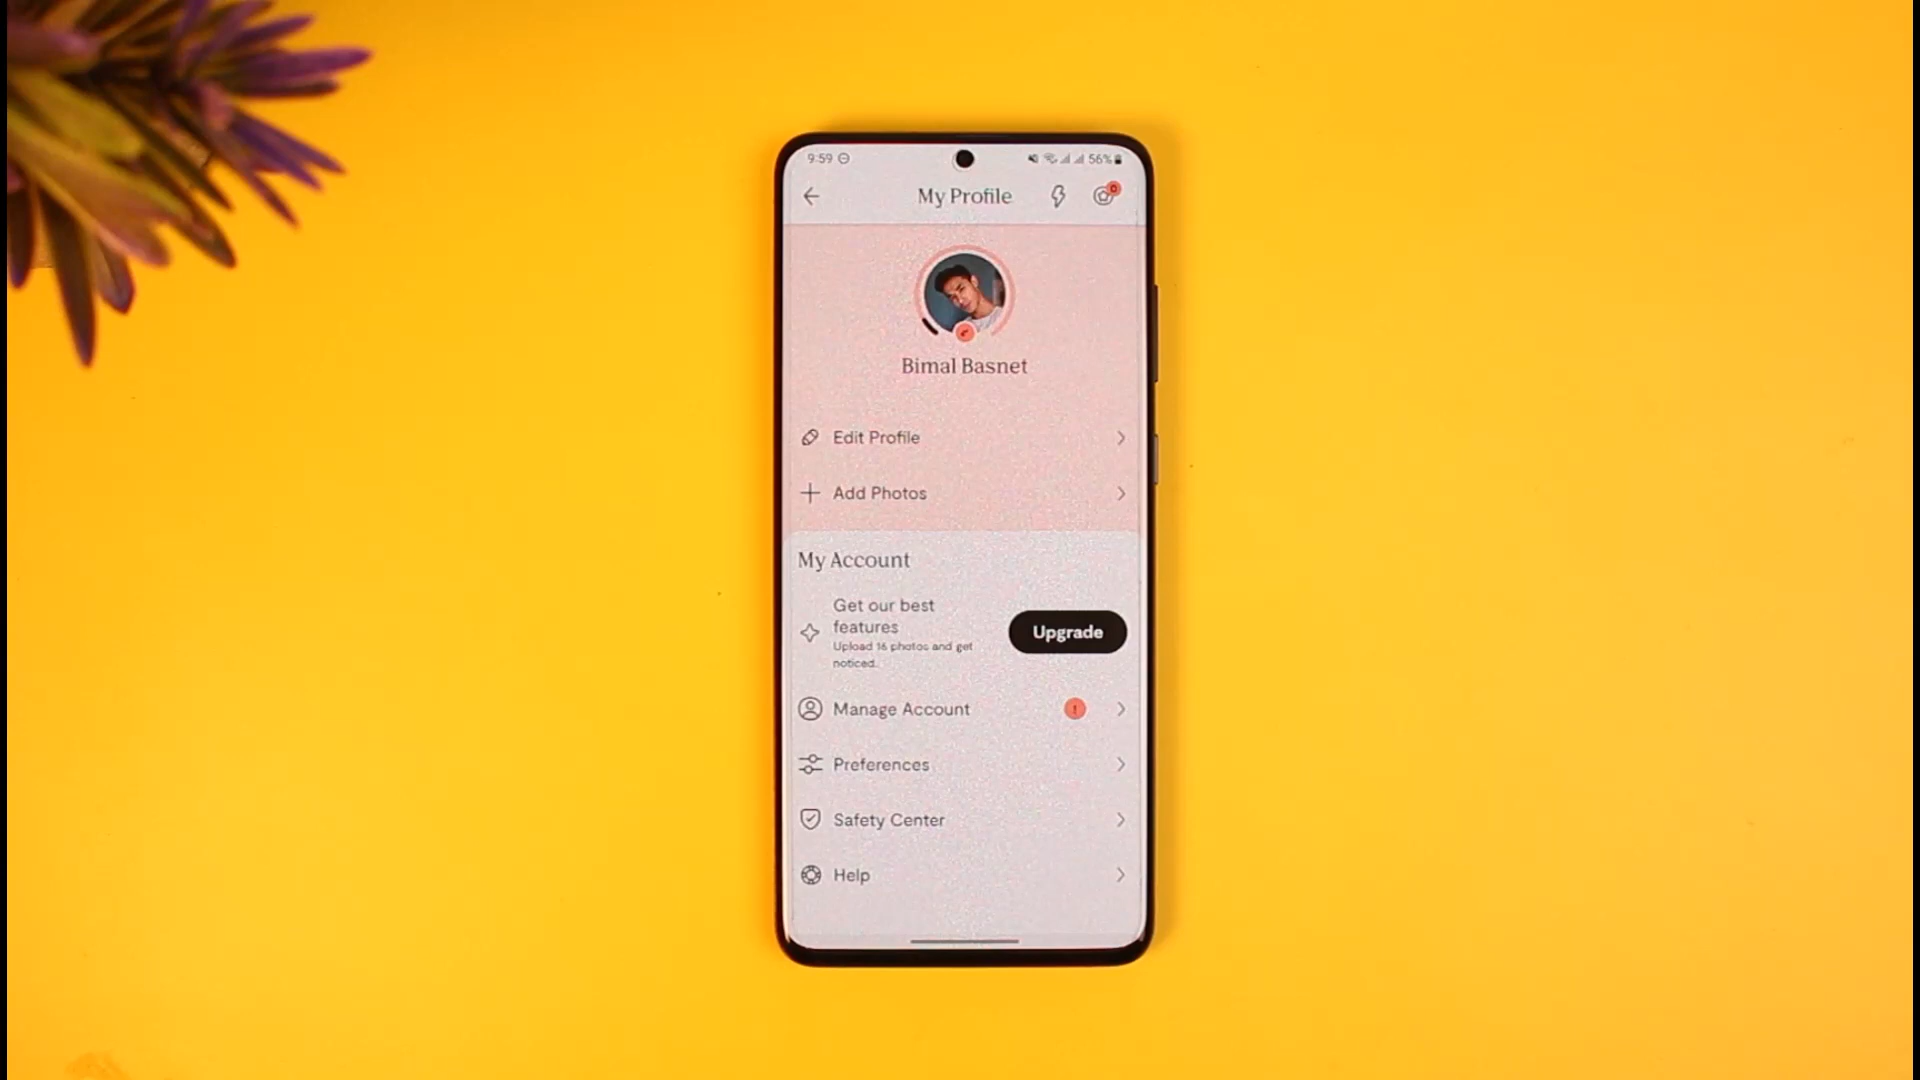 9:59
56%
My Profile
0
Bimal Basnet
Edit Profile
Add Photos
My Account
Get our best
features
Upload 16 photos and get
noticed.
Upgrade
Manage Account
!
Preferences
Safety Center
Help